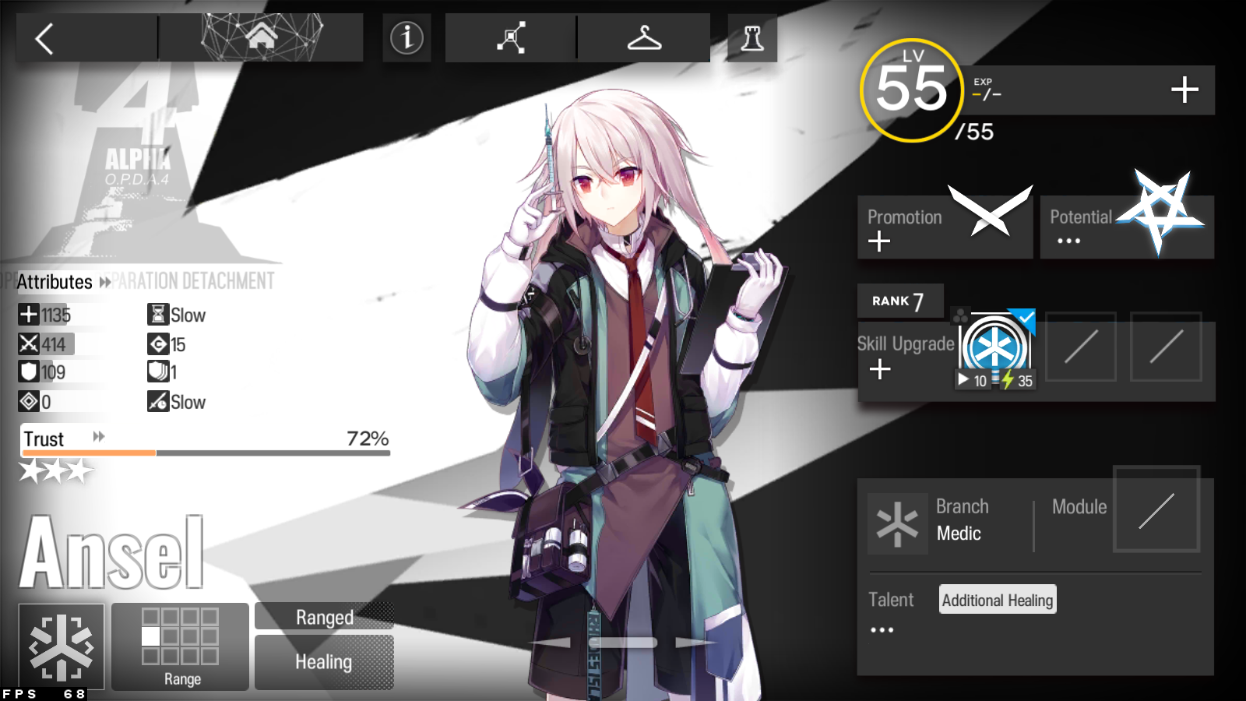 LV
55
EXP
-/-
/55
ALPHA
O.P.D.A.4
PARATION DETACHMENT
Promotion
Potential
Attributes
1135
Slow
414
15
109
1
0
Slow
RANK 7
Skill Upgrade
10
35
Trust
72%
Ansel
Branch
Medic
Module
Talent
Additional Healing
Ranged
Healing
Range
FPS 68